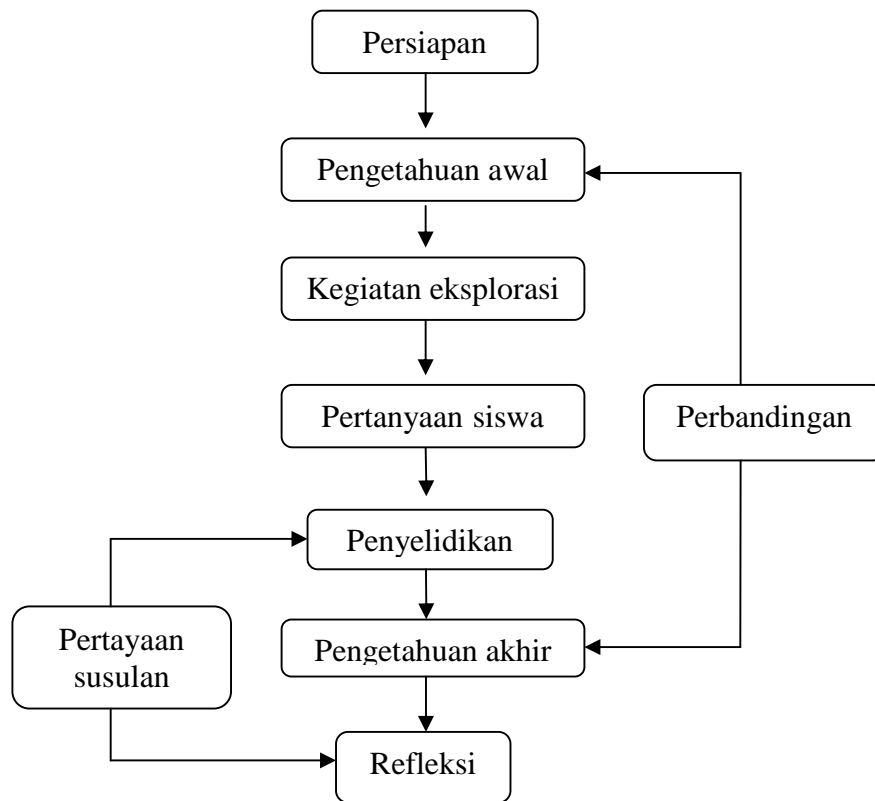 Persiapan
Pengetahuan awal
Kegiatan eksplorasi
Pertanyaan siswa
Perbandingan
Penyelidikan
Pertayaan
susulan
Pengetahuan akhir
Refleksi